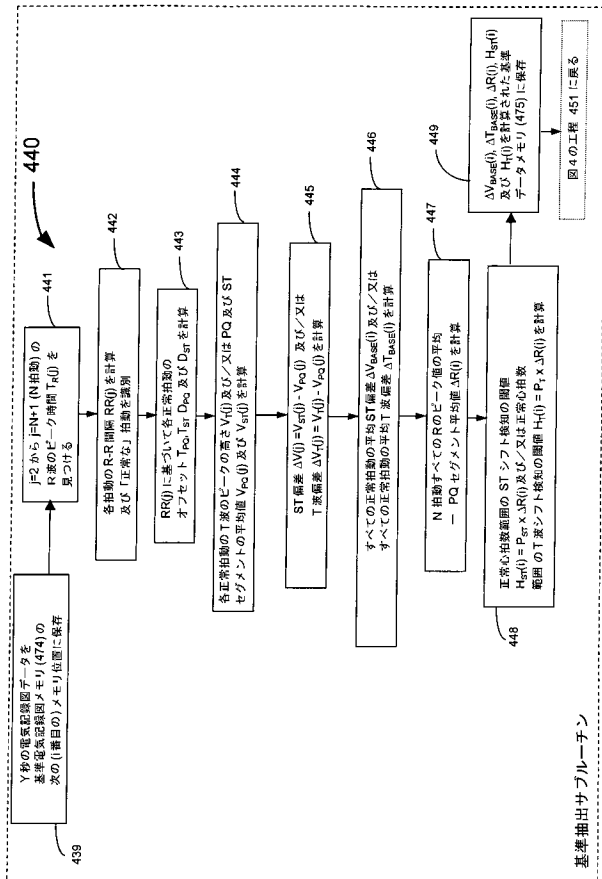 440
439
Y 秒の電気記録図データを
基準電気記録図メモリ (474) の
次の (i 番目の) メモリ位置に保存
441
j=2 から j=N+1 (N 拍動) の
R 波のピーク時間 T_R(j) を
見つける
442
各拍動の R-R 間隔 RR(j) を計算
及び「正常な」拍動を識別
443
RR(j) に基づいて各正常拍動の
オフセット T_PQ, T_ST D_PQ 及び D_ST を計算
444
各正常拍動の T 波のピークの高さ V_T(j) 及び/又は PQ 及び ST
セグメントの平均値 V_PQ(j) 及び V_ST(j) を計算
445
ST 偏差 ΔV(j)=V_ST(j) - V_PQ(j) 及び/又は
T 波偏差 ΔV_T(j) = V_T(j) - V_PQ(j) を計算
446
すべての正常拍動の平均 ST 偏差 ΔV_BASE(i) 及び/又は
すべての正常拍動の平均 T 波偏差 ΔT_BASE(i) を計算
447
N 拍動すべての R のピーク値の平均
― PQ セグメント平均値 ΔR(i) を計算
448
正常心拍数範囲の ST シフト検知の閾値
H_ST(i) = P_ST x ΔR(i) 及び/又は正常心拍数
範囲 の T 波シフト検知の閾値 H_T(i) = P_T x ΔR(i) を計算
449
ΔV_BASE(i), ΔT_BASE(i), ΔR(i), H_ST(i)
及び H_T(i) を計算された基準
データメモリ (475) に保存
図 4 の工程 451 に戻る
基準抽出サブルーチン